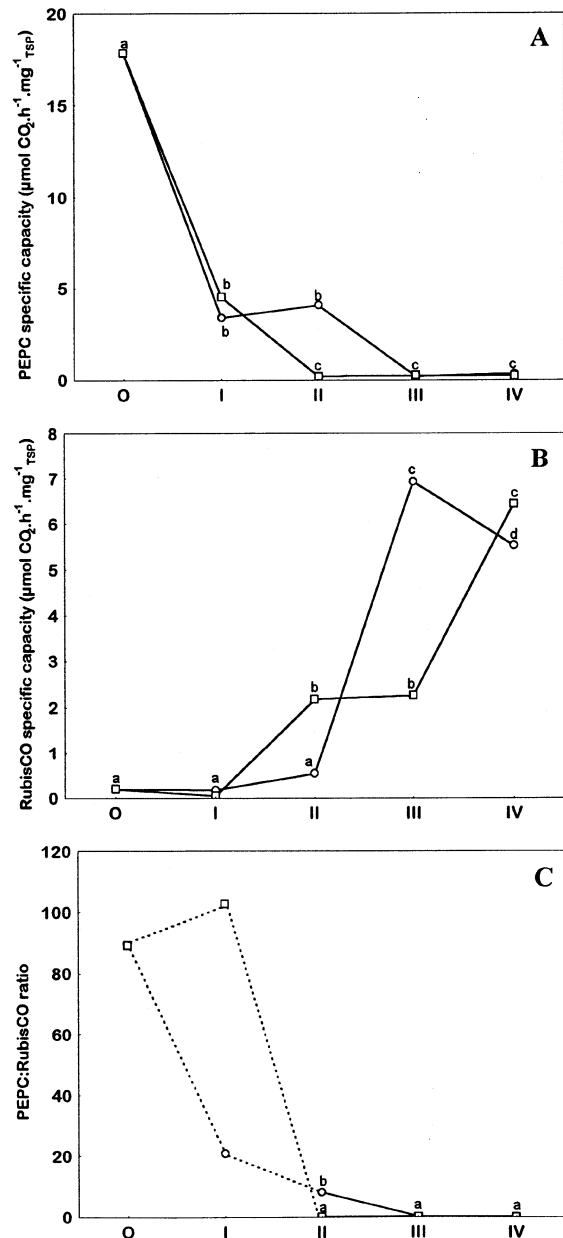 A
PEPC specific capacity (µmol CO₂.h⁻¹.mg⁻¹TSP)
20
15
10
5
0
a
b
b
b
c
c
c
O I II III IV
B
RubisCO specific capacity (µmol CO₂.h⁻¹.mg⁻¹TSP)
8
7
6
5
4
3
2
1
0
a
a
b
a
c
b
c
d
O I II III IV
C
PEPC:RubisCO ratio
120
100
80
60
40
20
0
b
a
a
a
O I II III IV